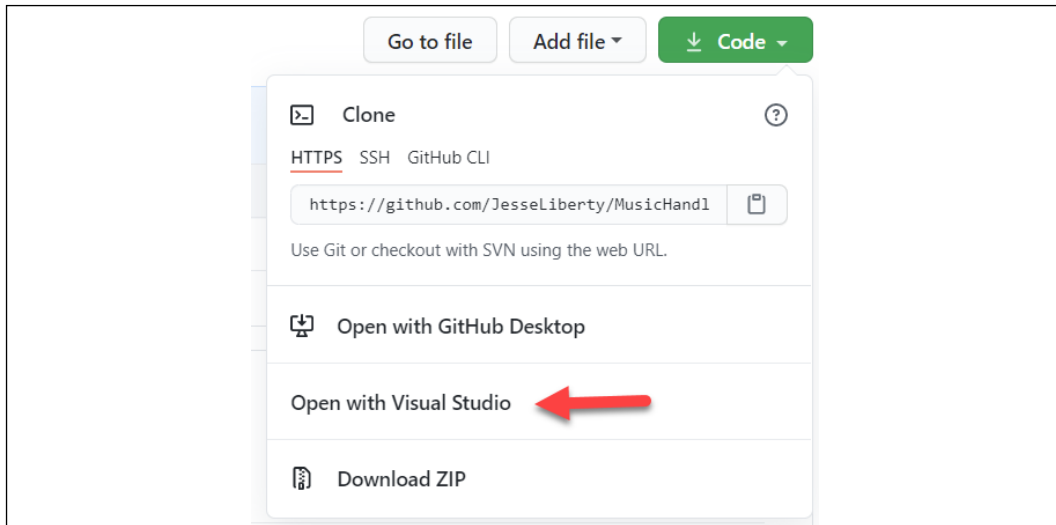 Go to file Add file Code
Clone
HTTPS SSH GitHub CLI
https://github.com/JesseLiberty/MusicHandl
Use Git or checkout with SVN using the web URL.
Open with GitHub Desktop
Open with Visual Studio
Download ZIP